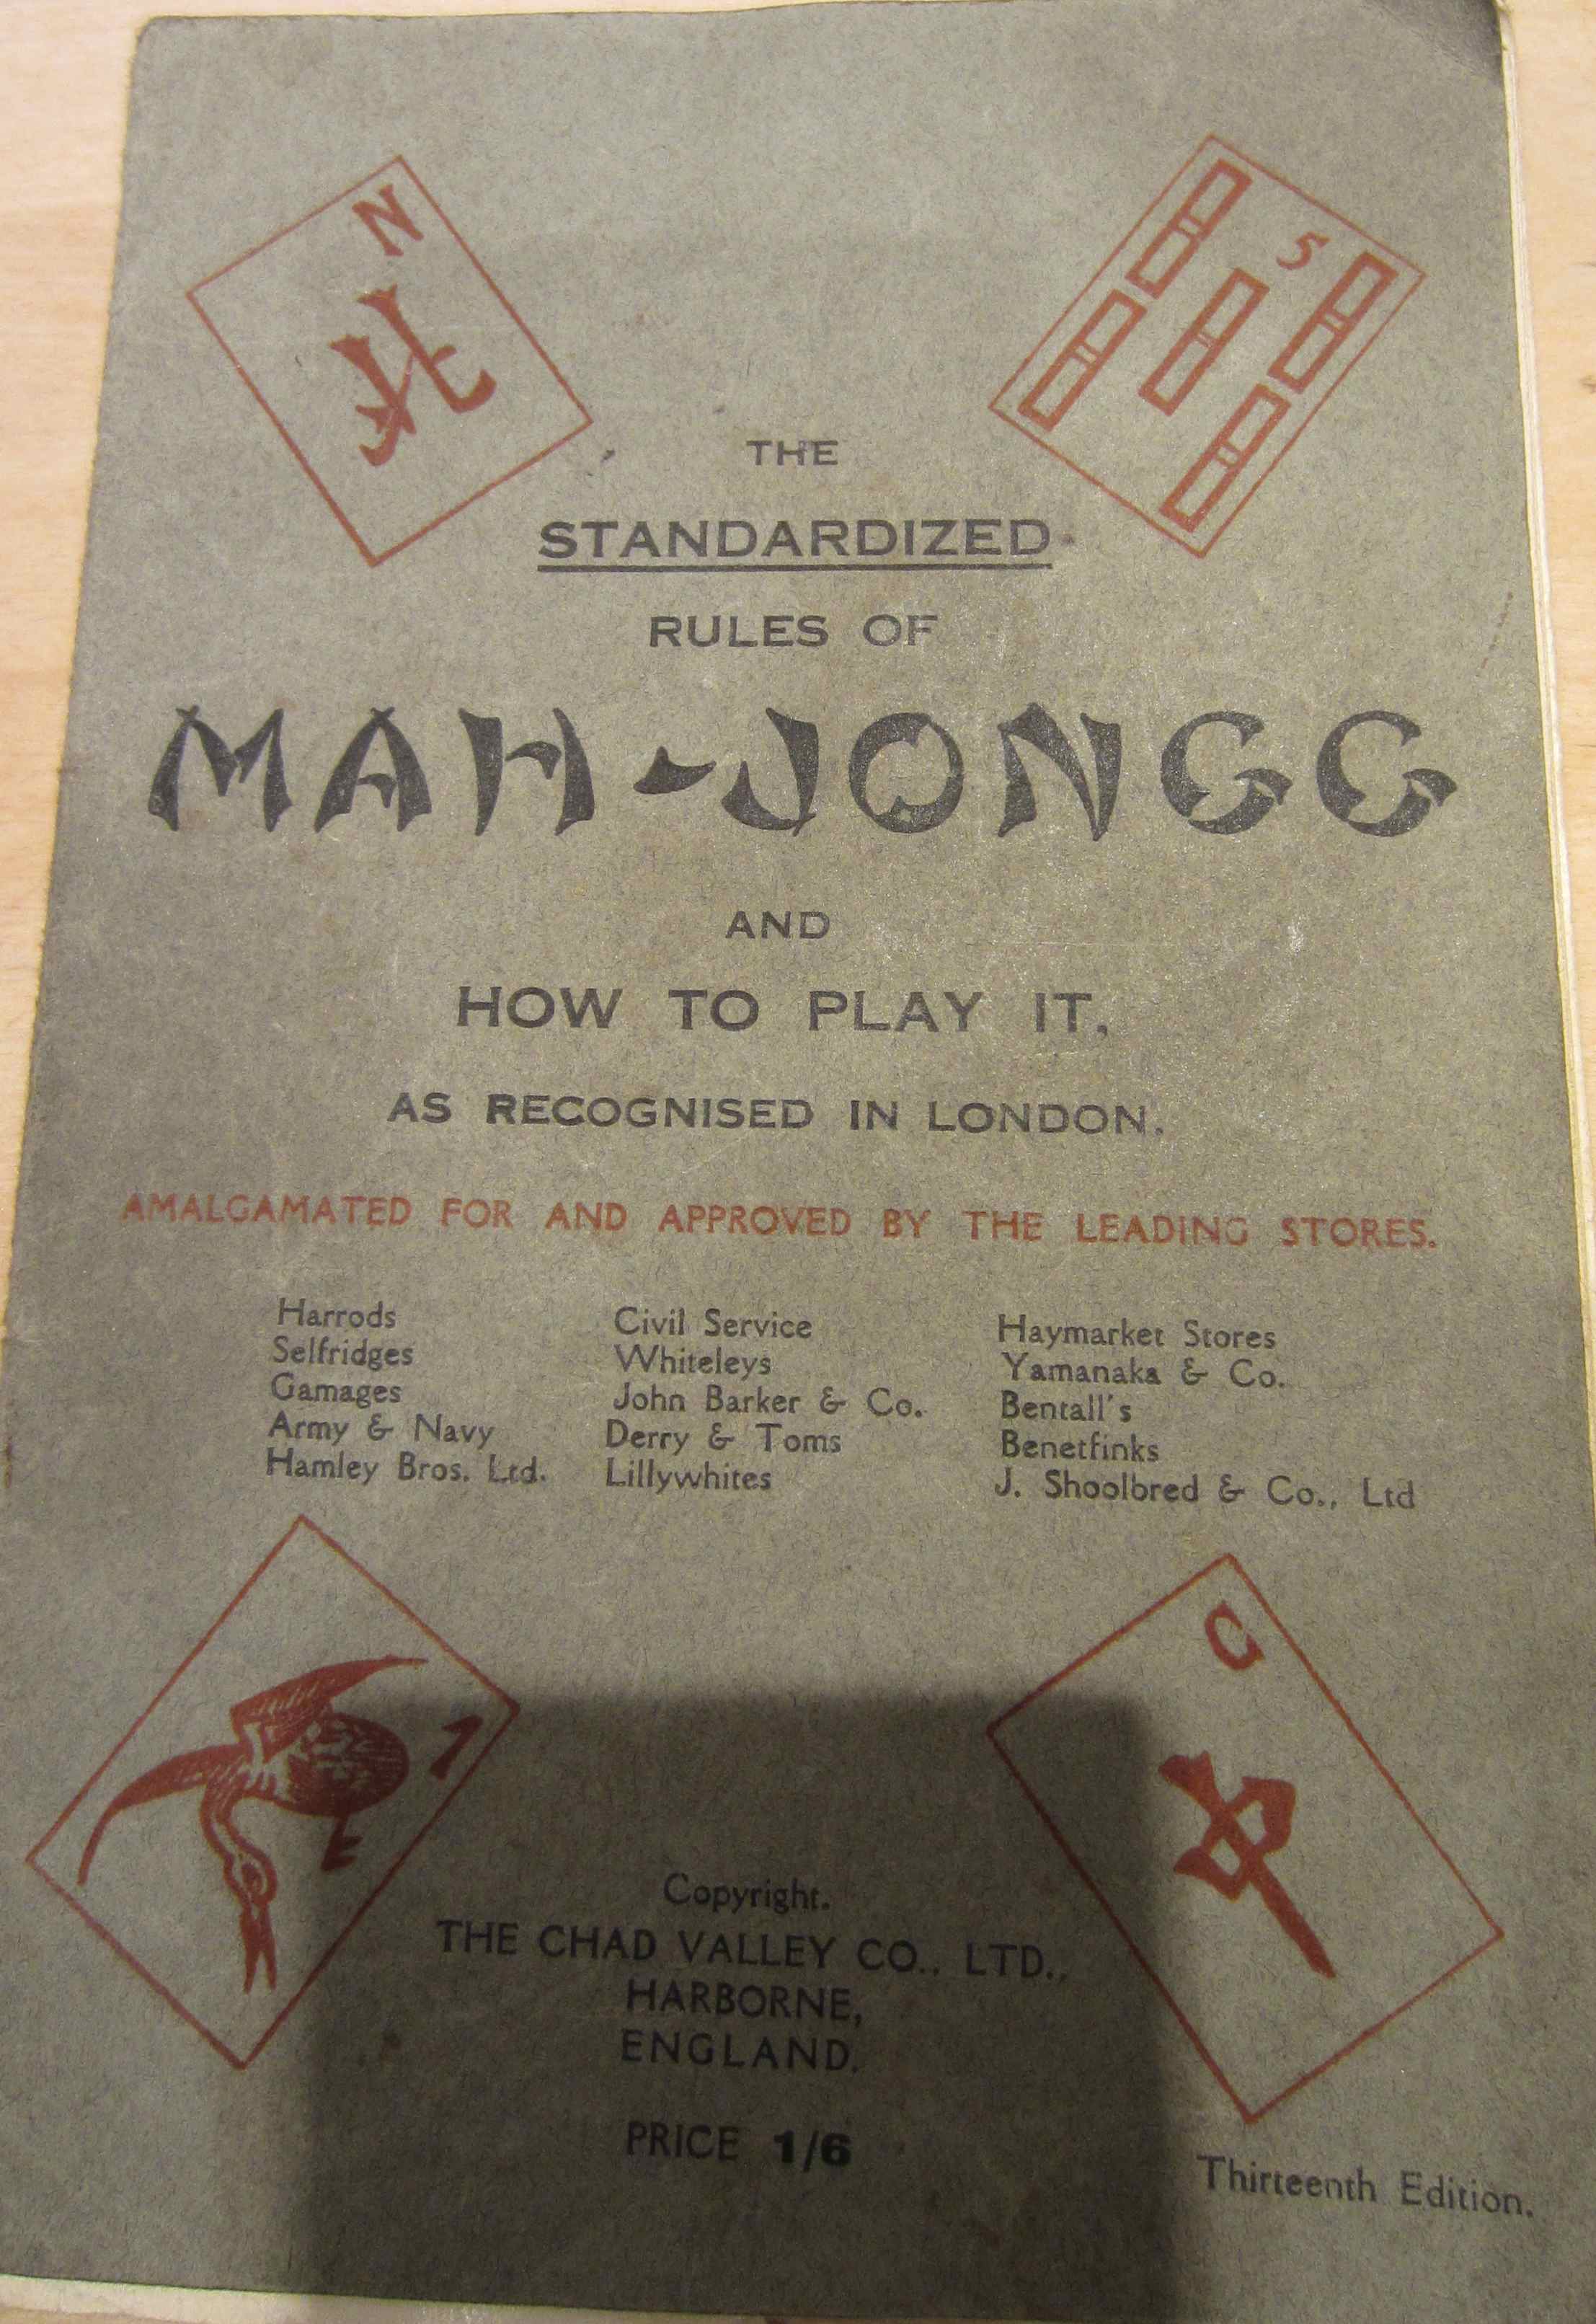 N
北
5
THE
STANDARDIZED
RULES OF
MAH-JONGG
AND
HOW TO PLAY IT,
AS RECOGNISED IN LONDON.
AMALGAMATED FOR AND APPROVED BY THE LEADING STORES.
Harrods
Selfridges
Gamages
Army & Navy
Hamley Bros. Ltd.
Civil Service
Whiteleys
John Barker & Co.
Derry & Toms
Lillywhites
Haymarket Stores
Yamanaka & Co.
Bentall's
Benetfinks
J. Shoolbred & Co., Ltd
1
C
中
Copyright.
THE CHAD VALLEY CO., LTD.,
HARBORNE,
ENGLAND.
PRICE 1/6
Thirteenth Edition.